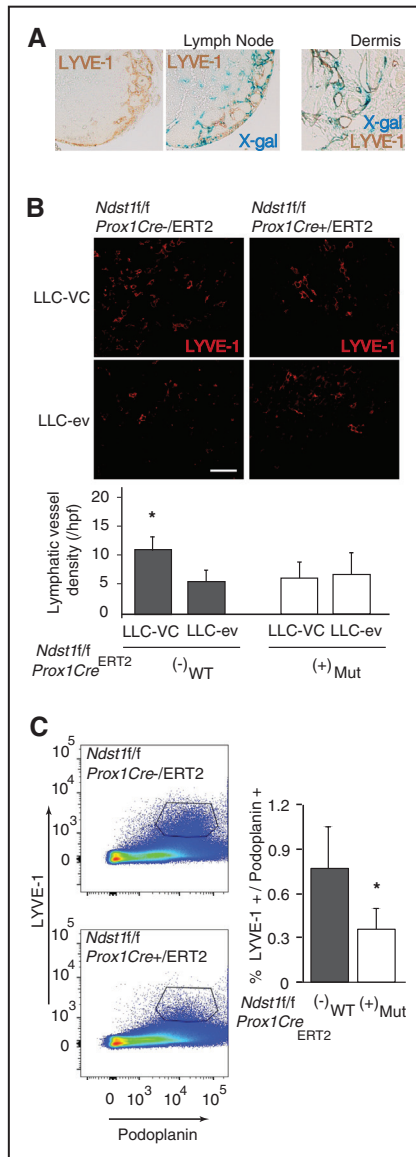 A
Lymph Node
Dermis
LYVE-1
LYVE-1
X-gal
X-gal
LYVE-1
B
Ndst1f/f
Prox1Cre-/ERT2
Ndst1f/f
Prox1Cre+/ERT2
LLC-VC
LYVE-1
LYVE-1
LLC-ev
Lymphatic vessel
density (/hpf)
20
15
10
5
0
*
LLC-VC LLC-ev
LLC-VC LLC-ev
Ndst1f/f
Prox1Cre ERT2
(-)WT
(+)Mut
C
10^5
10^4
10^3
0
Ndst1f/f
Prox1Cre-/ERT2
LYVE-1
10^5
10^4
10^3
0
Ndst1f/f
Prox1Cre+/ERT2
0 10^3 10^4 10^5
Podoplanin
% LYVE-1 + / Podoplanin +
1.2
0.9
0.6
0.3
0
*
Ndst1f/f
Prox1Cre
ERT2
(-)WT (+)Mut